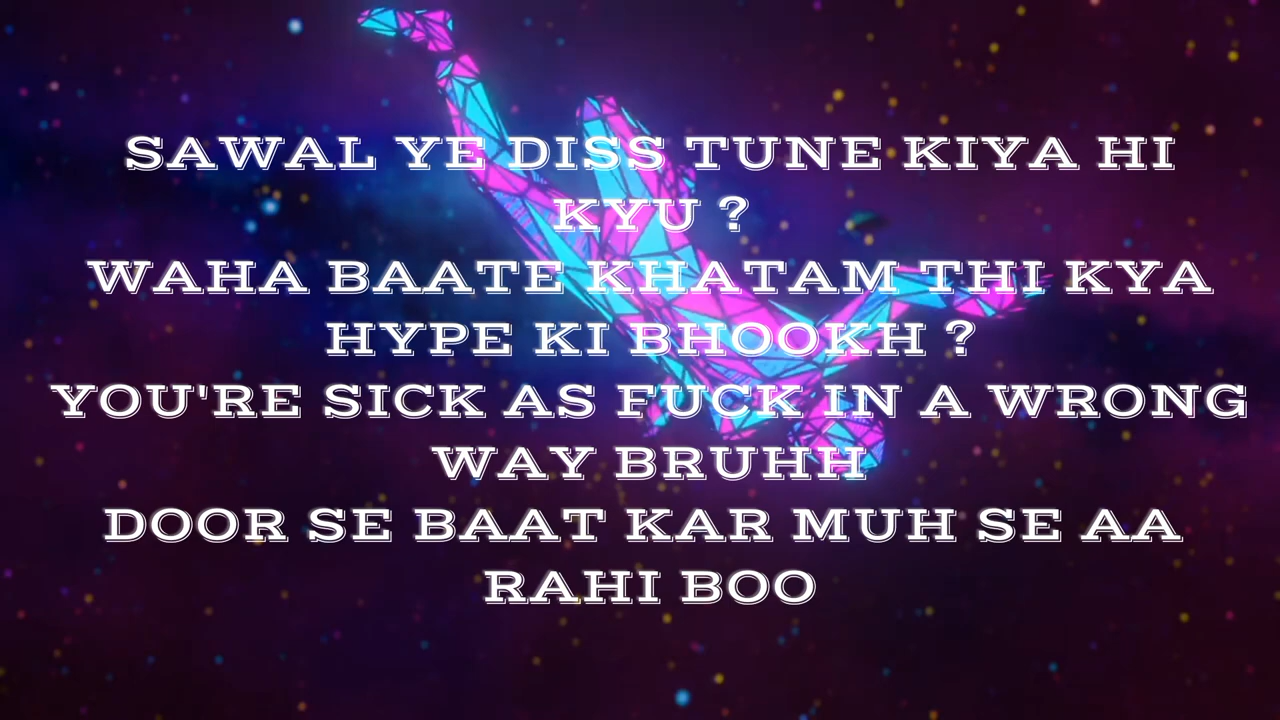 SAWAL YE DISS TUNE KIYA HI
KYU ?
WAHA BAATE KHATAM THI KYA
HYPE KI BHOOKH ?
YOU'RE SICK AS FUCK IN A WRONG
WAY BRUHH
DOOR SE BAAT KAR MUH SE AA
RAHI BOO